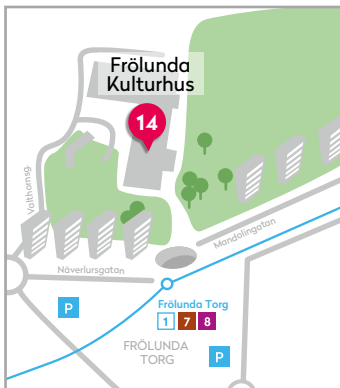 Frölunda
Kulturhus
14
Valthornsg.
Mandolingatan
Näverlursgatan
Frölunda Torg
1 7 8
P
FRÖLUNDA
TORG
P